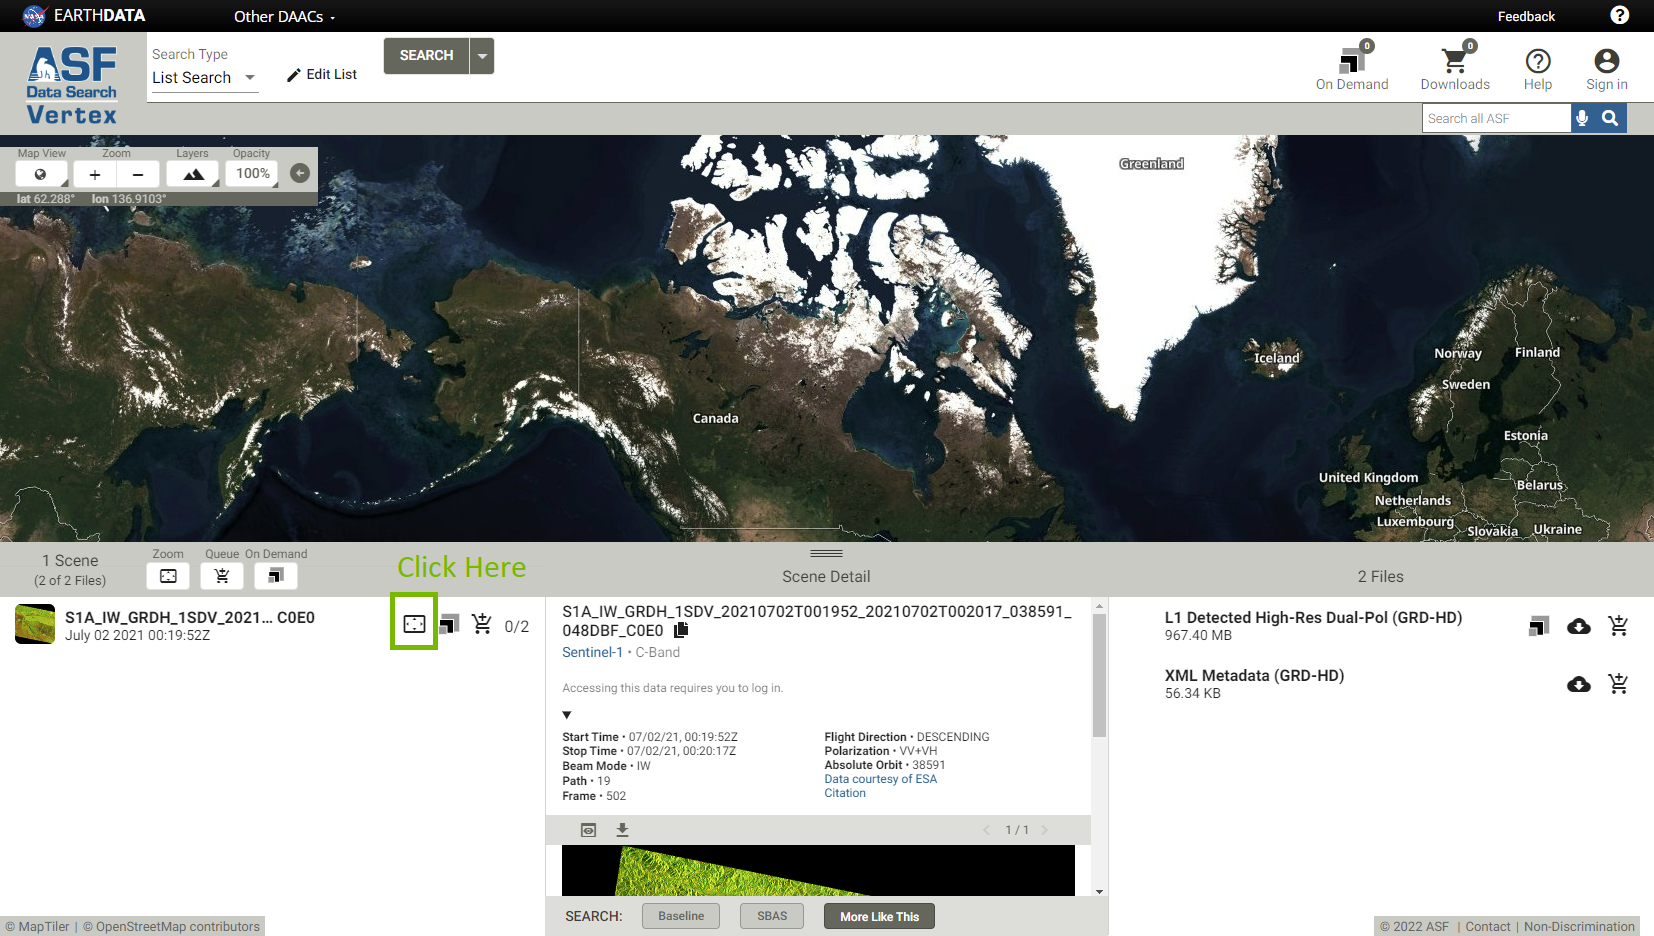 EARTHDATA
Other DAACs
Feedback
ASF
Data Search
Vertex
Search Type
List Search
Edit List
SEARCH
0
On Demand
0
Downloads
Help
Sign in
Search all ASF
Map View
Zoom
Layers
Opacity
100%
lat 62.288° lon 136.9103°
Greenland
Iceland
Norway
Finland
Sweden
Canada
Estonia
United Kingdom
Belarus
Netherlands
Luxembourg
Slovakia
Ukraine
1 Scene
(2 of 2 Files)
Zoom
Queue
On Demand
Click Here
Scene Detail
2 Files
S1A_IW_GRDH_1SDV_2021... C0E0
July 02 2021 00:19:52Z
0/2
S1A_IW_GRDH_1SDV_20210702T001952_20210702T002017_038591_
048DBF_C0E0
Sentinel-1 • C-Band
Accessing this data requires you to log in.
Start Time • 07/02/21, 00:19:52Z
Stop Time • 07/02/21, 00:20:17Z
Beam Mode • IW
Path • 19
Frame • 502
Flight Direction • DESCENDING
Polarization • VV+VH
Absolute Orbit • 38591
Data courtesy of ESA
Citation
1 / 1
SEARCH:
Baseline
SBAS
More Like This
L1 Detected High-Res Dual-Pol (GRD-HD)
967.40 MB
XML Metadata (GRD-HD)
56.34 KB
© MapTiler | © OpenStreetMap contributors
© 2022 ASF | Contact | Non-Discrimination